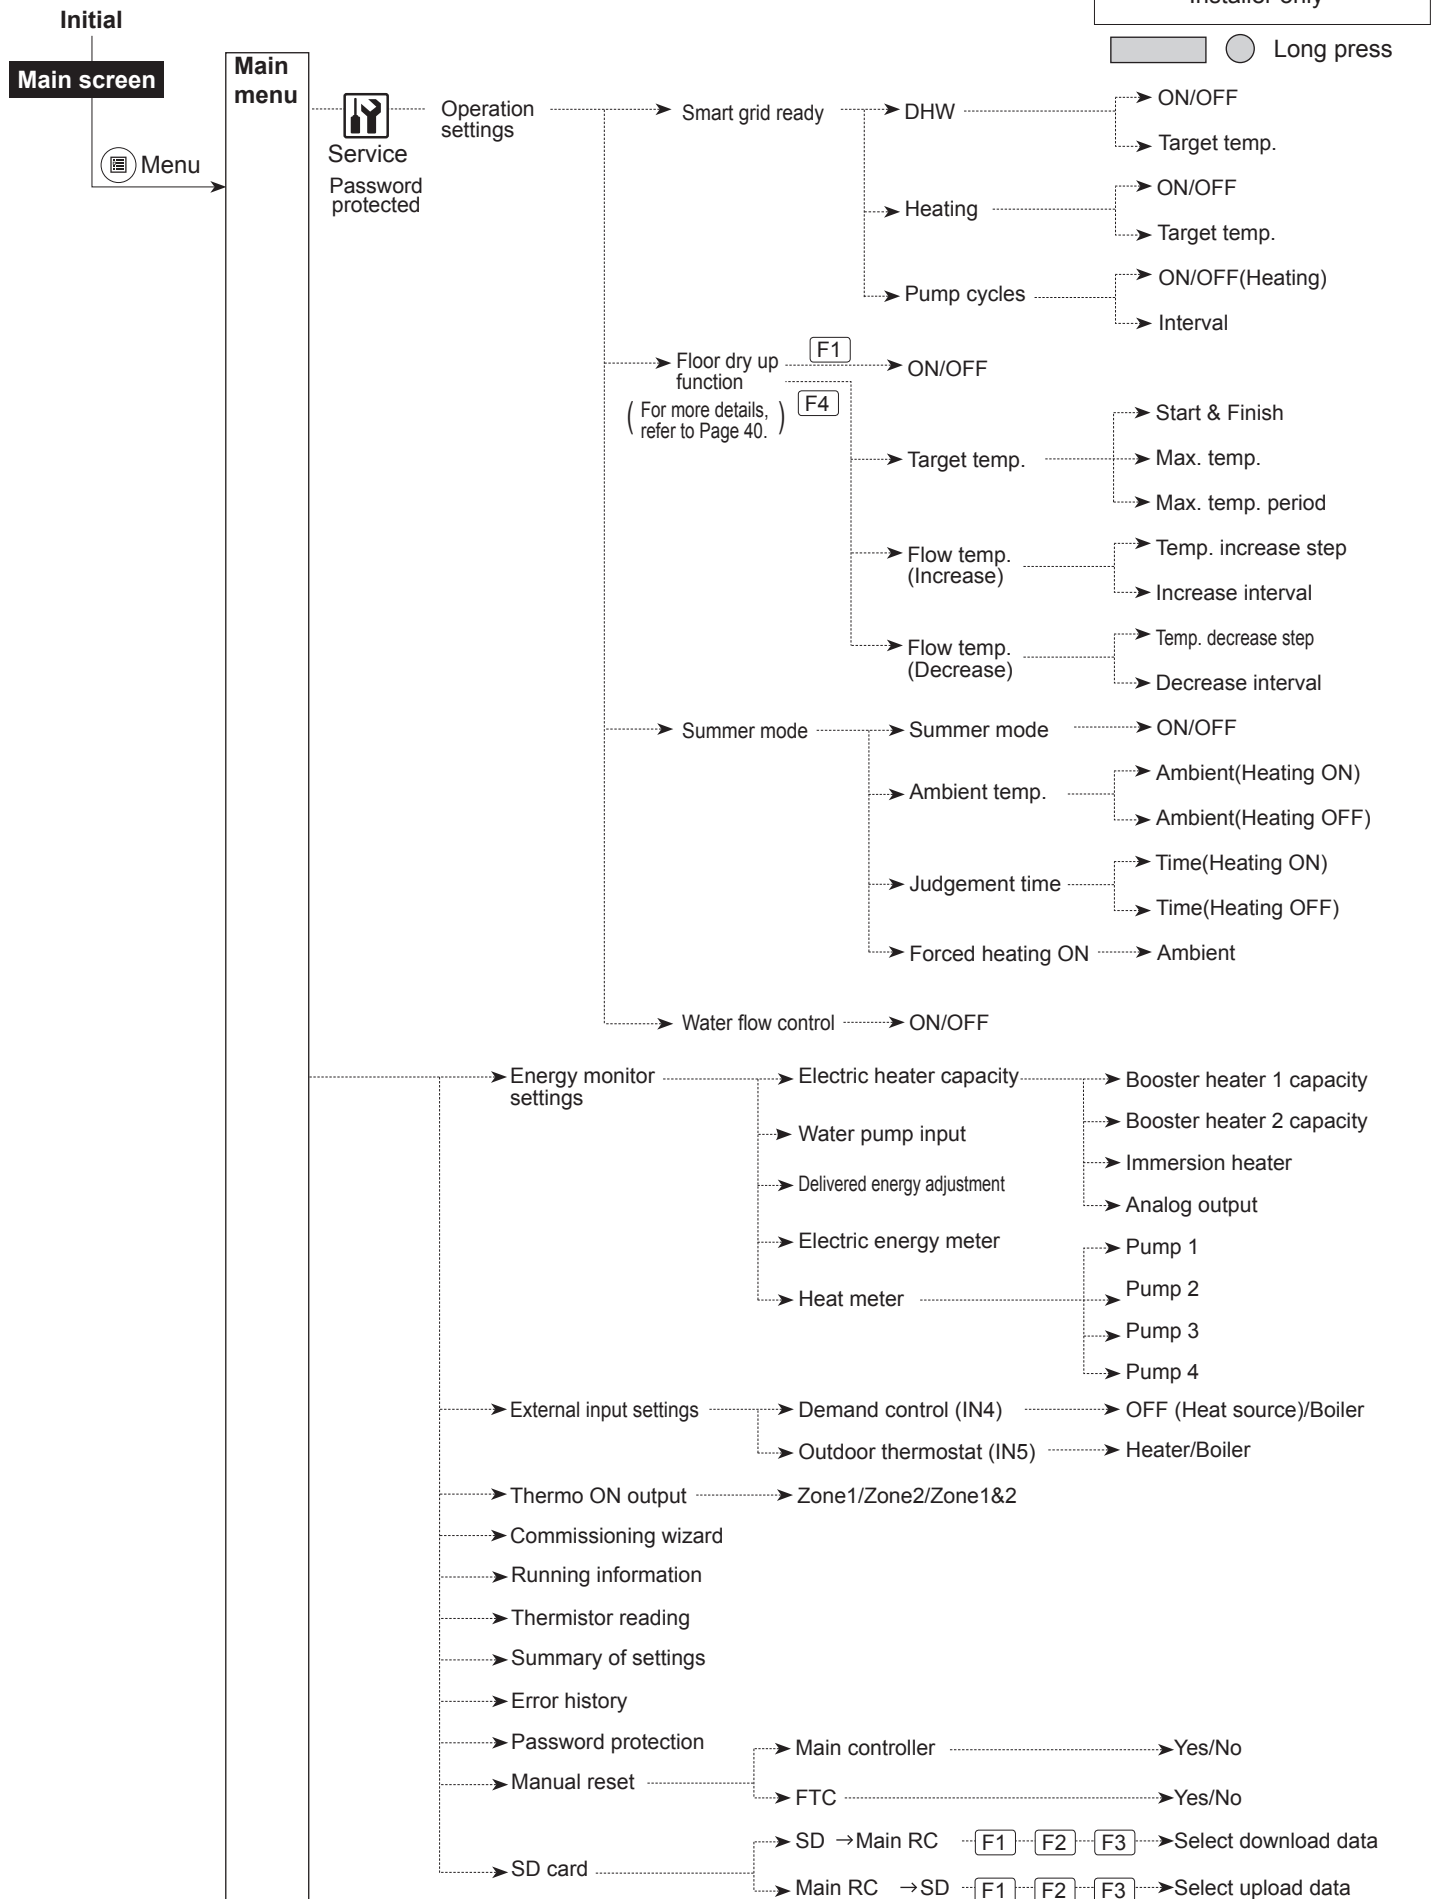 Installer only
Initial
Long press
Main screen
Main
menu
Menu
Service
Password
protected
Operation
settings
Smart grid ready
DHW
ON/OFF
Target temp.
Heating
ON/OFF
Target temp.
Pump cycles
ON/OFF(Heating)
Interval
Floor dry up
function
(For more details,
refer to Page 40.)
F1
ON/OFF
F4
Target temp.
Start & Finish
Max. temp.
Max. temp. period
Flow temp.
(Increase)
Temp. increase step
Increase interval
Flow temp.
(Decrease)
Temp. decrease step
Decrease interval
Summer mode
Summer mode
ON/OFF
Ambient temp.
Ambient(Heating ON)
Ambient(Heating OFF)
Judgement time
Time(Heating ON)
Time(Heating OFF)
Forced heating ON
Ambient
Water flow control
ON/OFF
Energy monitor
settings
Electric heater capacity
Booster heater 1 capacity
Booster heater 2 capacity
Immersion heater
Analog output
Water pump input
Delivered energy adjustment
Electric energy meter
Heat meter
Pump 1
Pump 2
Pump 3
Pump 4
External input settings
Demand control (IN4)
OFF (Heat source)/Boiler
Outdoor thermostat (IN5)
Heater/Boiler
Thermo ON output
Zone1/Zone2/Zone1&2
Commissioning wizard
Running information
Thermistor reading
Summary of settings
Error history
Password protection
Manual reset
Main controller
Yes/No
FTC
Yes/No
SD card
SD →Main RC F1 F2 F3 Select download data
Main RC →SD F1 F2 F3 Select upload data